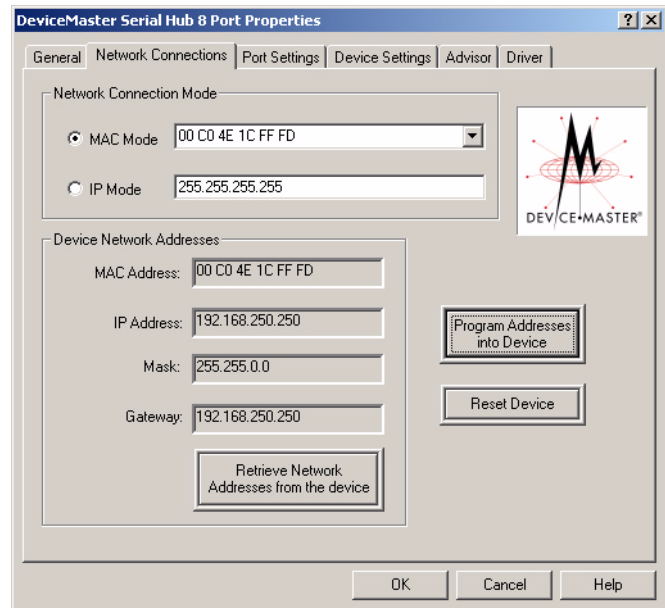 DeviceMaster Serial Hub 8 Port Properties
General Network Connections Port Settings Device Settings Advisor Driver
Network Connection Mode
MAC Mode 00 C0 4E 1C FF FD
IP Mode 255.255.255.255
DEVICE•MASTER®
Device Network Addresses
MAC Address: 00 C0 4E 1C FF FD
IP Address: 192.168.250.250
Mask: 255.255.0.0
Gateway: 192.168.250.250
Retrieve Network
Addresses from the device
Program Addresses
into Device
Reset Device
OK Cancel Help